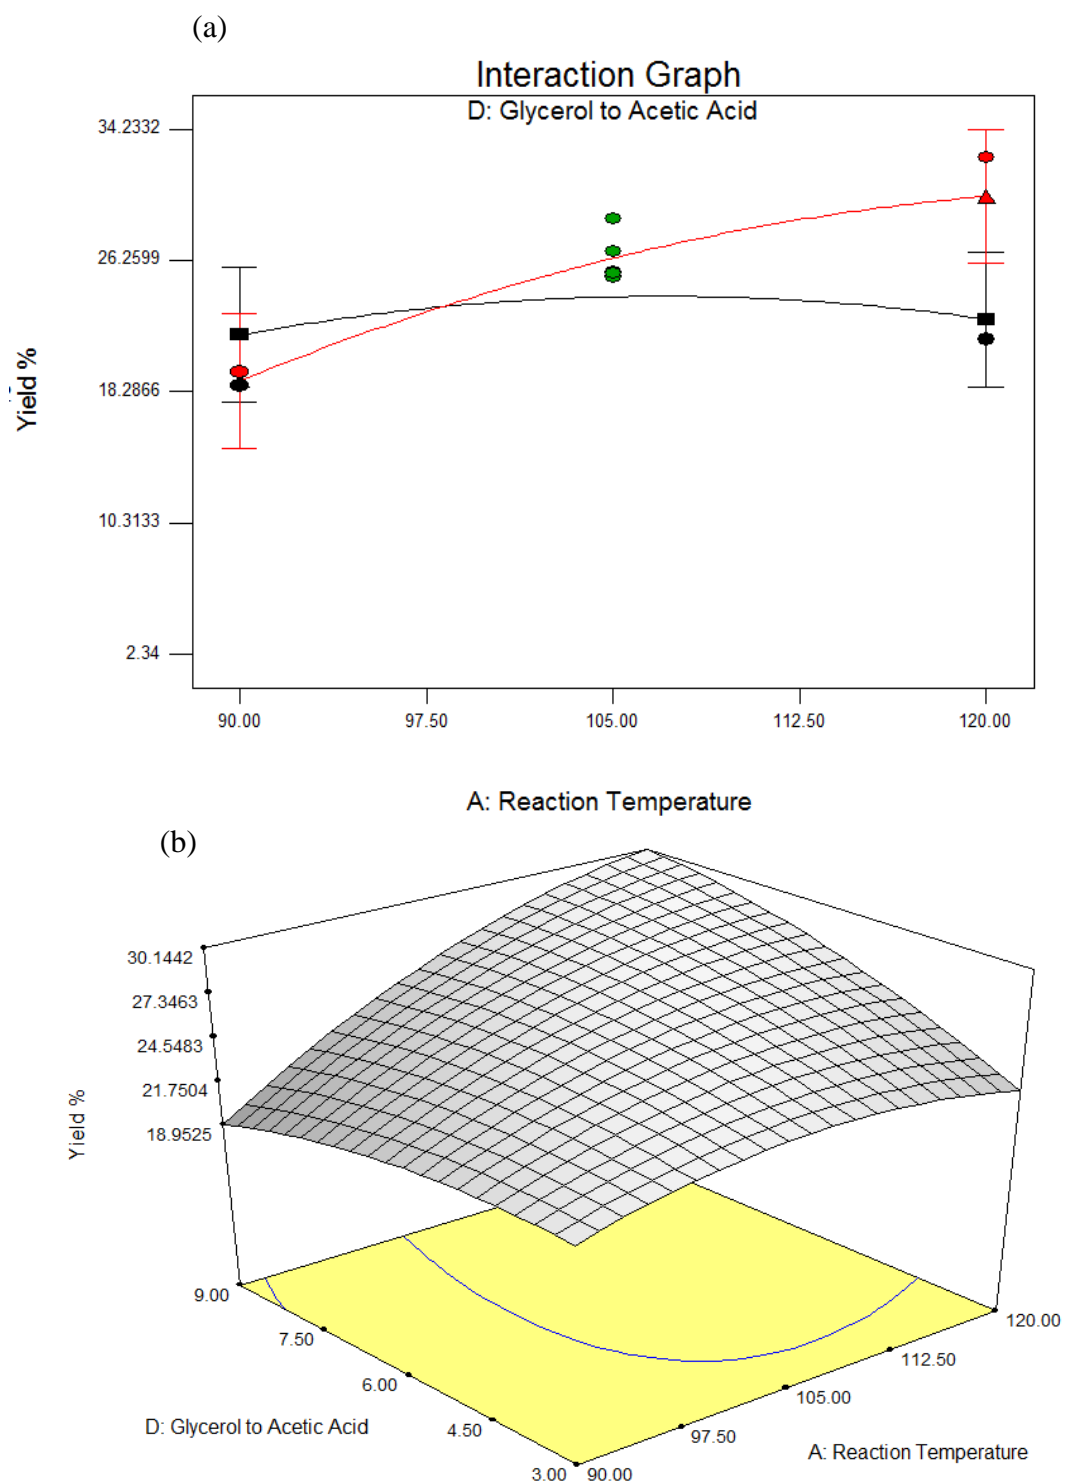 (a)
Interaction Graph
D: Glycerol to Acetic Acid
34.2332
26.2599
18.2866
10.3133
2.34
Yield %
90.00 97.50 105.00 112.50 120.00
A: Reaction Temperature
(b)
30.1442
27.3463
24.5483
21.7504
18.9525
Yield %
9.00
7.50
6.00
4.50
3.00
90.00
97.50
105.00
112.50
120.00
D: Glycerol to Acetic Acid
A: Reaction Temperature